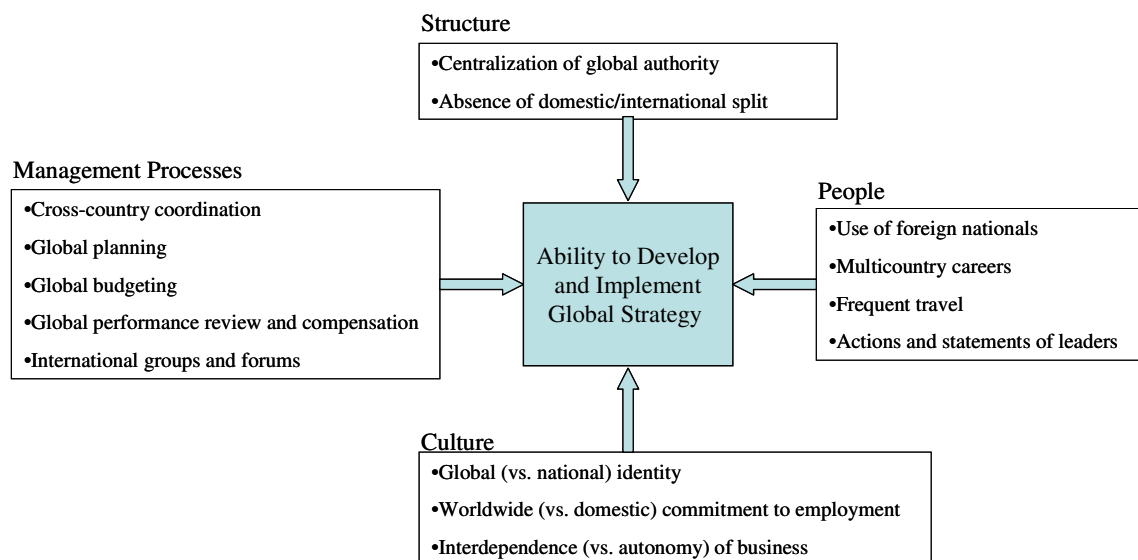 Structure
•Centralization of global authority
•Absence of domestic/international split
Management Processes
•Cross-country coordination
•Global planning
•Global budgeting
•Global performance review and compensation
•International groups and forums
Ability to Develop
and Implement
Global Strategy
People
•Use of foreign nationals
•Multicountry careers
•Frequent travel
•Actions and statements of leaders
Culture
•Global (vs. national) identity
•Worldwide (vs. domestic) commitment to employment
•Interdependence (vs. autonomy) of business